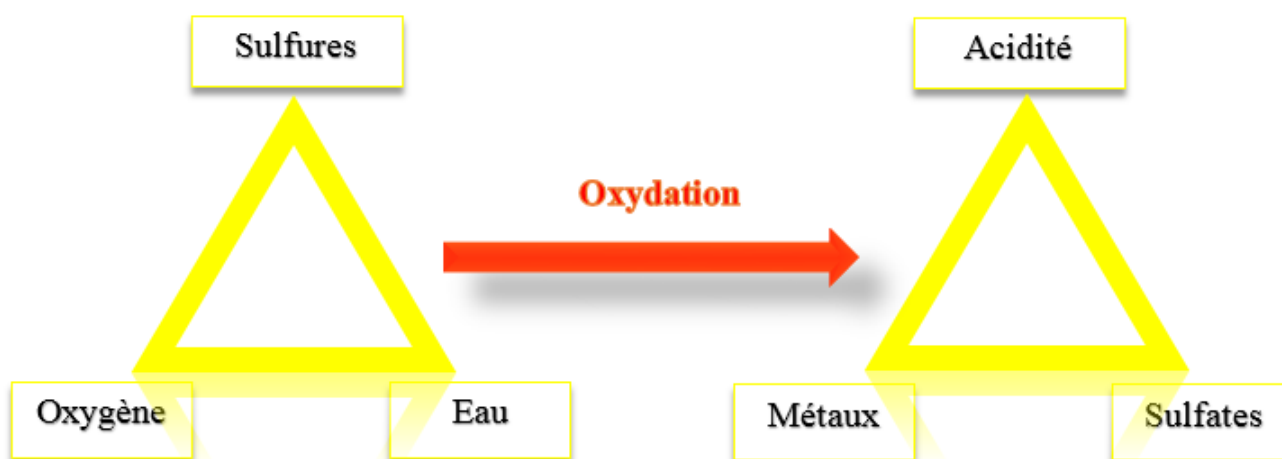 Sulfures
Acidité
Oxydation
Oxygène
Eau
Métaux
Sulfates